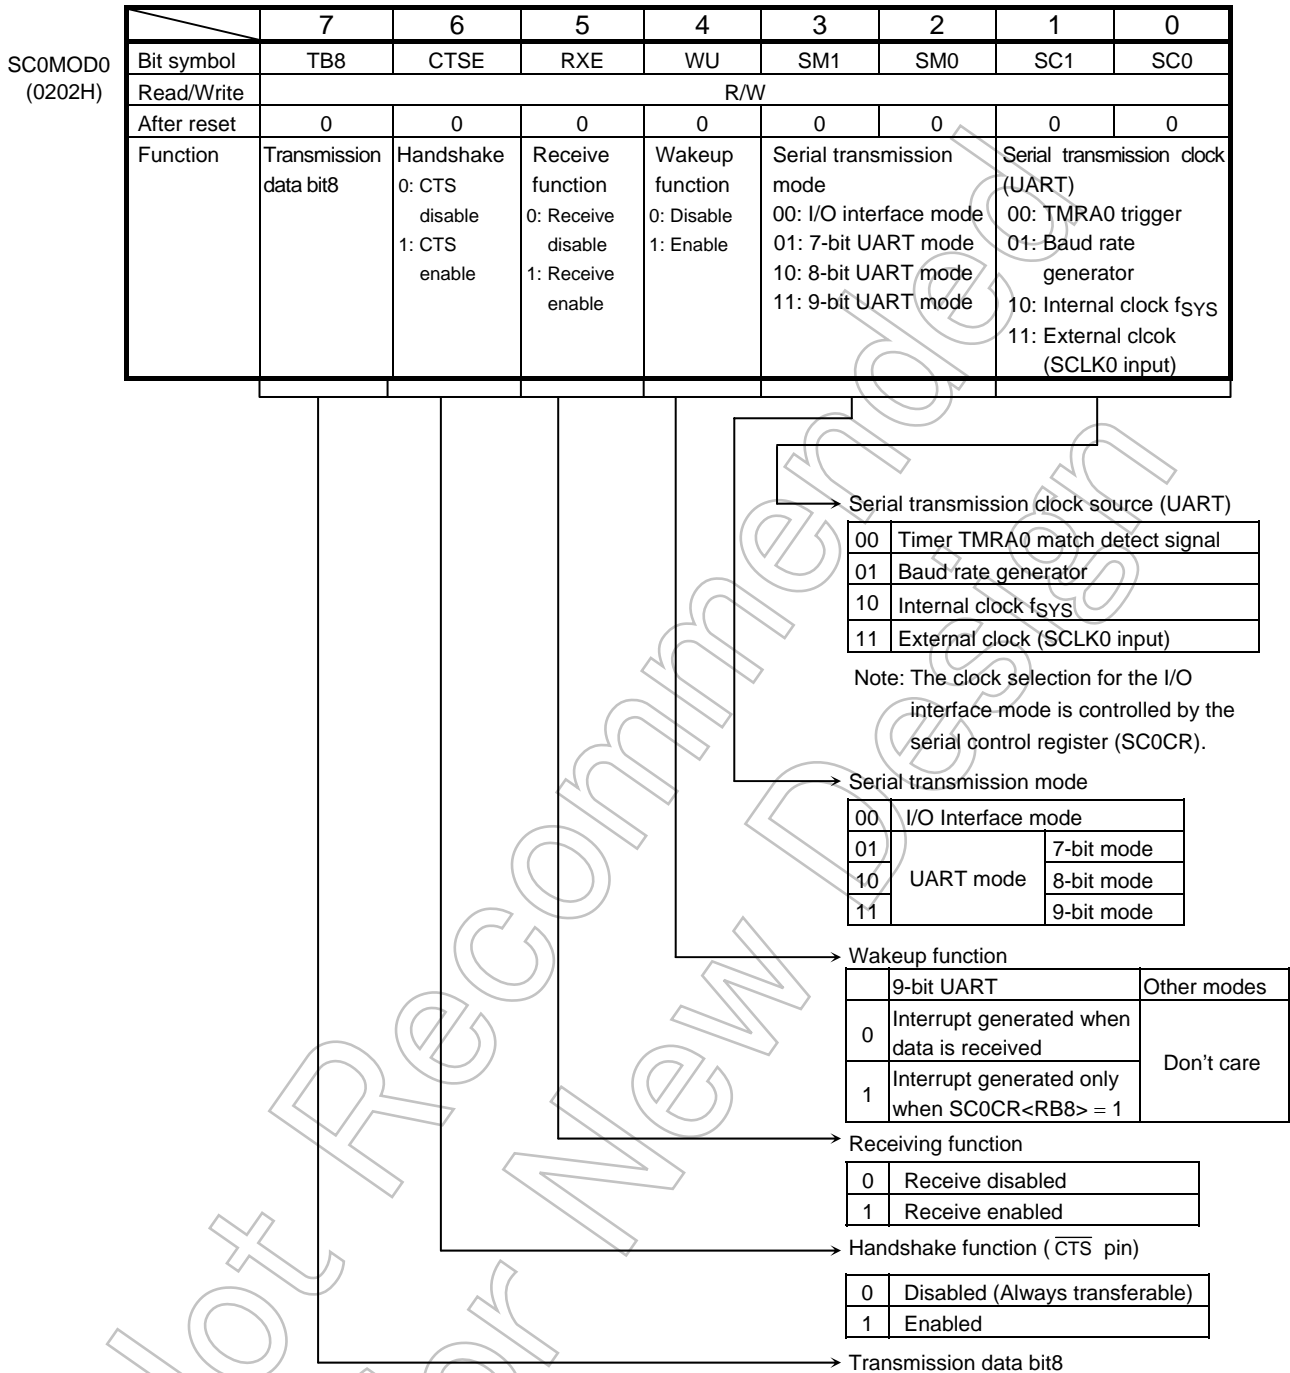 7 6 5 4 3 2 1 0
SC0MOD0
(0202H)
Bit symbol TB8 CTSE RXE WU SM1 SM0 SC1 SC0
Read/Write R/W
After reset 0 0 0 0 0 0 0 0
Function
Transmission
data bit8
Handshake
0: CTS
disable
1: CTS
enable
Receive
function
0: Receive
disable
1: Receive
enable
Wakeup
function
0: Disable
1: Enable
Serial transmission
mode
00: I/O interface mode
01: 7-bit UART mode
10: 8-bit UART mode
11: 9-bit UART mode
Serial transmission clock
(UART)
00: TMRA0 trigger
01: Baud rate
generator
10: Internal clock fSYS
11: External clcok
(SCLK0 input)
Serial transmission clock source (UART)
00 Timer TMRA0 match detect signal
01 Baud rate generator
10 Internal clock fSYS
11 External clock (SCLK0 input)
Note: The clock selection for the I/O
interface mode is controlled by the
serial control register (SC0CR).
Serial transmission mode
00 I/O Interface mode
01 7-bit mode
10 UART mode 8-bit mode
11 9-bit mode
Wakeup function
9-bit UART Other modes
0 Interrupt generated when
data is received
Don't care
1 Interrupt generated only
when SC0CR<RB8> = 1
Receiving function
0 Receive disabled
1 Receive enabled
Handshake function ( C̅T̅S̅ pin)
0 Disabled (Always transferable)
1 Enabled
Transmission data bit8
Not Recommended
for New Design